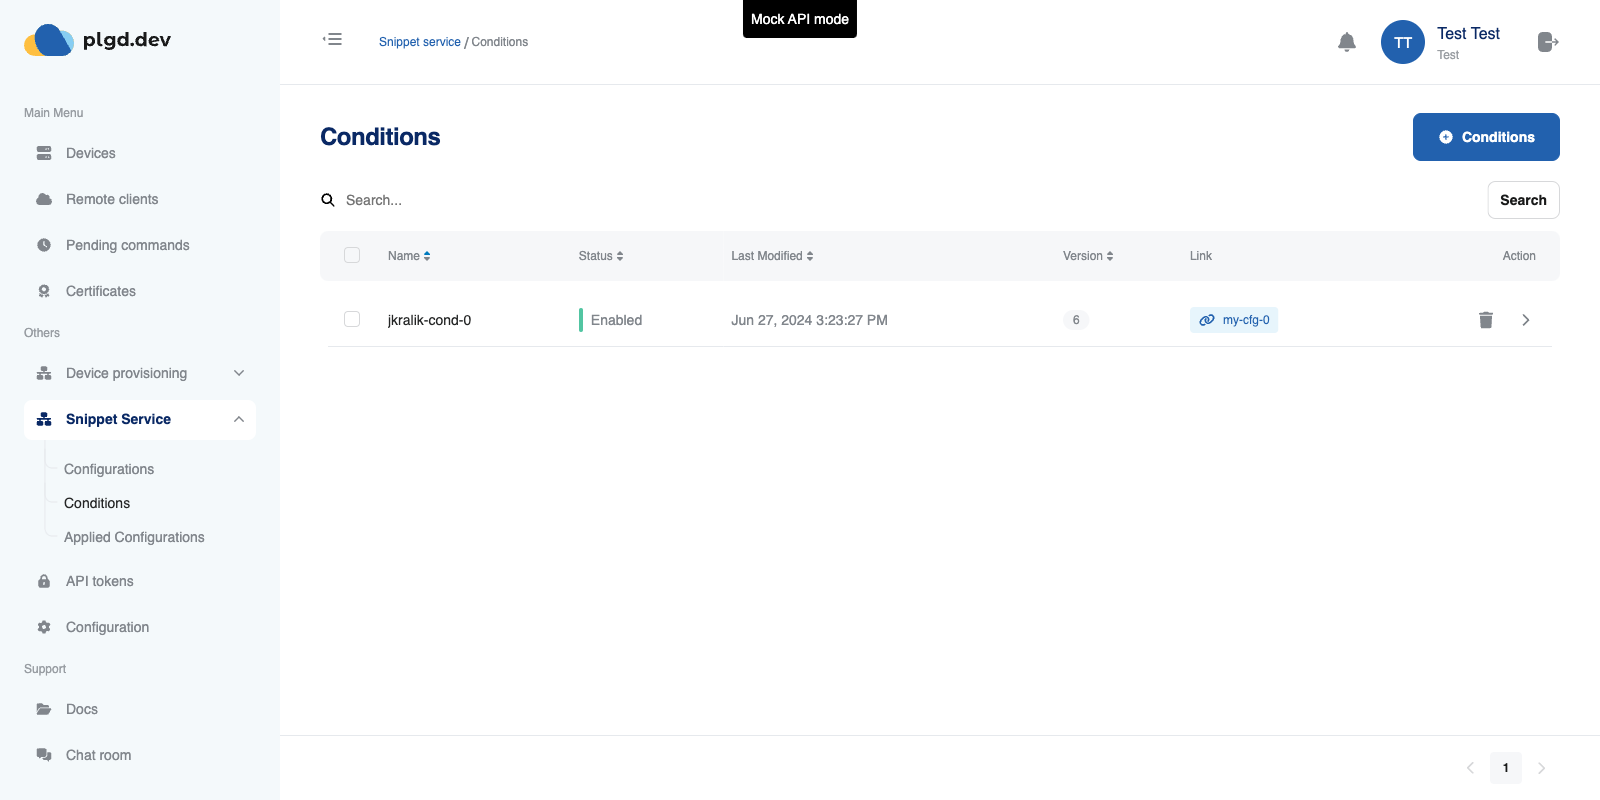 Mock API mode
plgd.dev
Snippet service / Conditions
TT
Test Test
Test
Main Menu
Devices
Remote clients
Pending commands
Certificates
Others
Device provisioning
Snippet Service
Configurations
Conditions
Applied Configurations
API tokens
Configuration
Support
Docs
Chat room
Conditions
Conditions
Search...
Search
Name Status Last Modified Version Link Action
jkralik-cond-0 Enabled Jun 27, 2024 3:23:27 PM 6 my-cfg-0
1